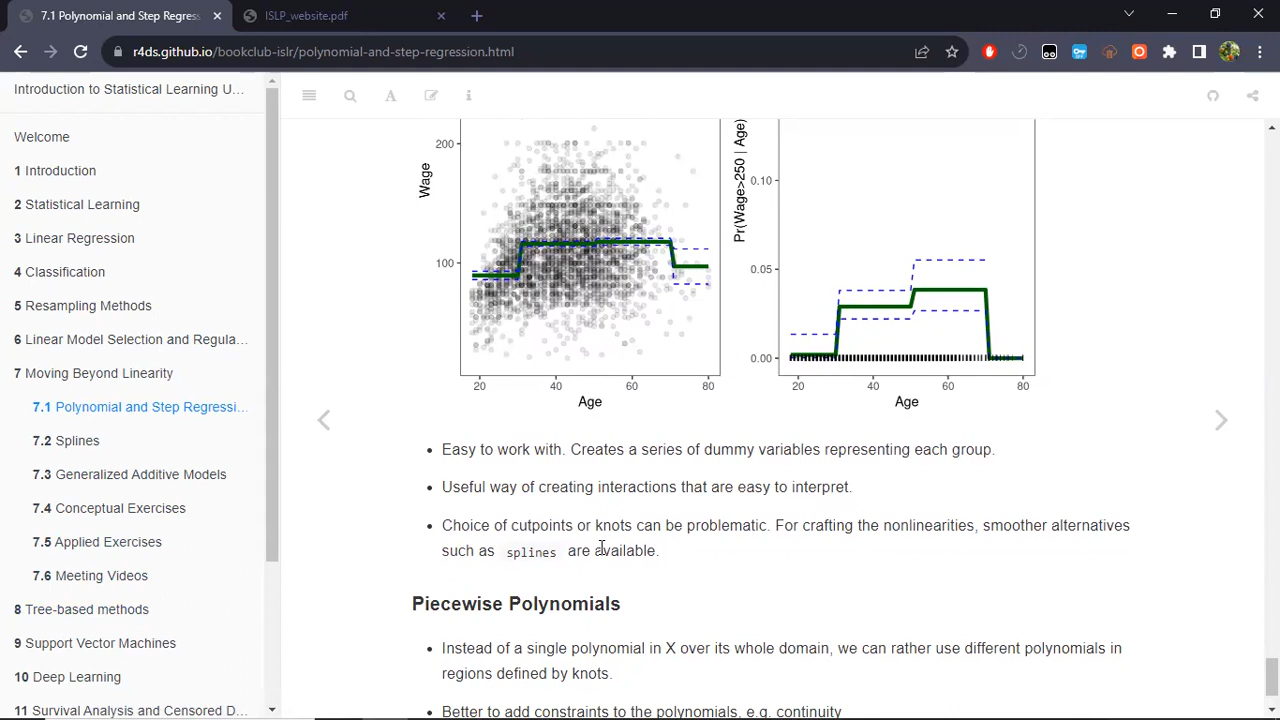 7.1 Polynomial and Step Regress
ISLP_website.pdf
r4ds.github.io/bookclub-islr/polynomial-and-step-regression.html
Introduction to Statistical Learning U...
Welcome
1 Introduction
2 Statistical Learning
3 Linear Regression
4 Classification
5 Resampling Methods
6 Linear Model Selection and Regula...
7 Moving Beyond Linearity
7.1 Polynomial and Step Regressi...
7.2 Splines
7.3 Generalized Additive Models
7.4 Conceptual Exercises
7.5 Applied Exercises
7.6 Meeting Videos
8 Tree-based methods
9 Support Vector Machines
10 Deep Learning
11 Survival Analysis and Censored D...
200
100
Wage
20 40 60 80
Age
Pr(Wage>250 | Age)
0.10
0.05
0.00
20 40 60 80
Age
• Easy to work with. Creates a series of dummy variables representing each group.
• Useful way of creating interactions that are easy to interpret.
• Choice of cutpoints or knots can be problematic. For crafting the nonlinearities, smoother alternatives
such as splines are available.
Piecewise Polynomials
• Instead of a single polynomial in X over its whole domain, we can rather use different polynomials in
regions defined by knots.
• Better to add constraints to the polynomials, e.g. continuity